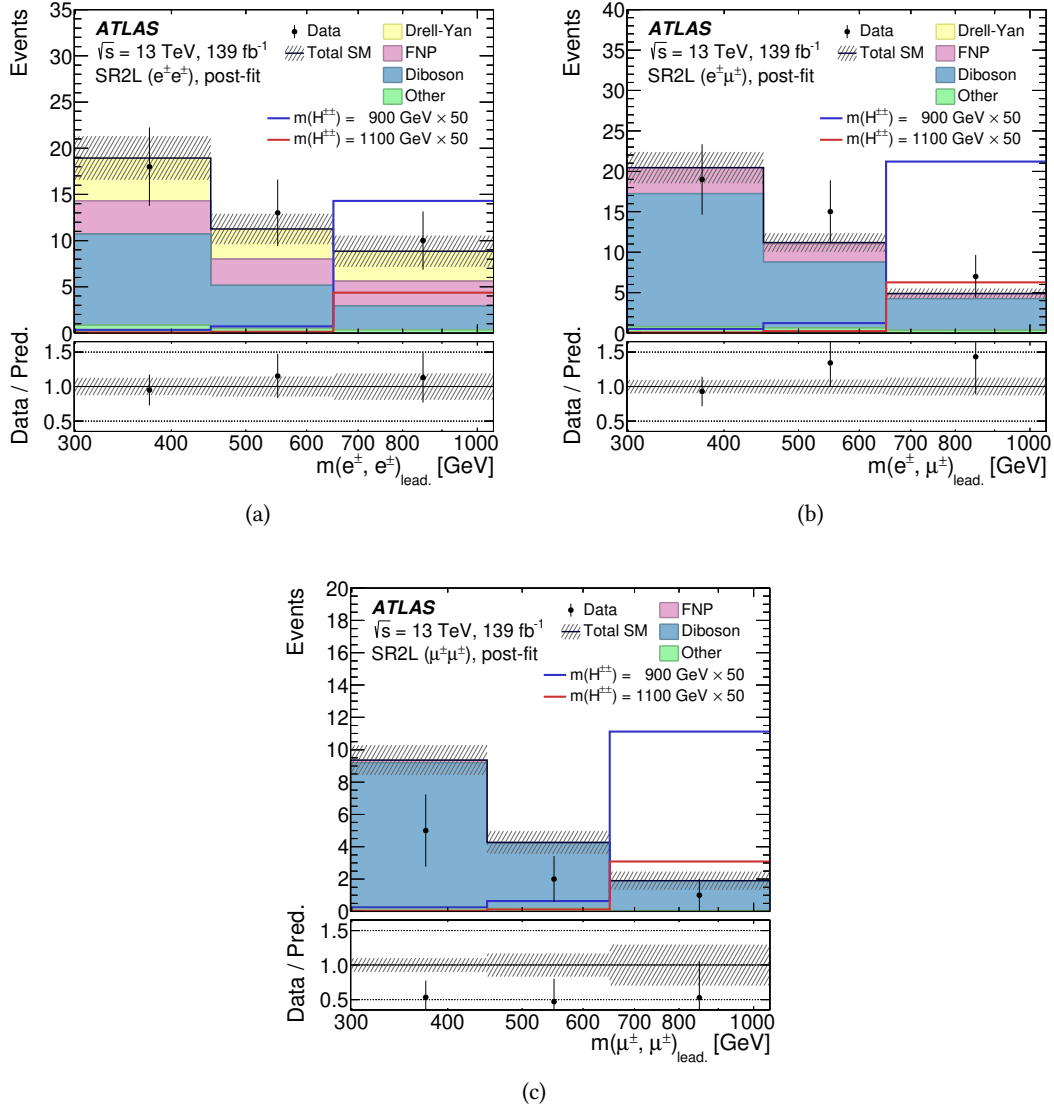 Events
35
30
25
20
15
10
5
0
ATLAS
√s = 13 TeV, 139 fb⁻¹
SR2L (e±e±), post-fit
Data
Total SM
Drell-Yan
FNP
Diboson
Other
m(H±±) = 900 GeV × 50
m(H±±) = 1100 GeV × 50
Data / Pred.
1.5
1.0
0.5
300 400 500 600 700 800 1000
m(e±, e±)lead. [GeV]
(a)
Events
40
35
30
25
20
15
10
5
0
ATLAS
√s = 13 TeV, 139 fb⁻¹
SR2L (e±μ±), post-fit
Data
Total SM
Drell-Yan
FNP
Diboson
Other
m(H±±) = 900 GeV × 50
m(H±±) = 1100 GeV × 50
Data / Pred.
1.5
1.0
0.5
300 400 500 600 700 800 1000
m(e±, μ±)lead. [GeV]
(b)
Events
20
18
16
14
12
10
8
6
4
2
0
ATLAS
√s = 13 TeV, 139 fb⁻¹
SR2L (μ±μ±), post-fit
Data
Total SM
FNP
Diboson
Other
m(H±±) = 900 GeV × 50
m(H±±) = 1100 GeV × 50
Data / Pred.
1.5
1.0
0.5
300 400 500 600 700 800 1000
m(μ±, μ±)lead. [GeV]
(c)